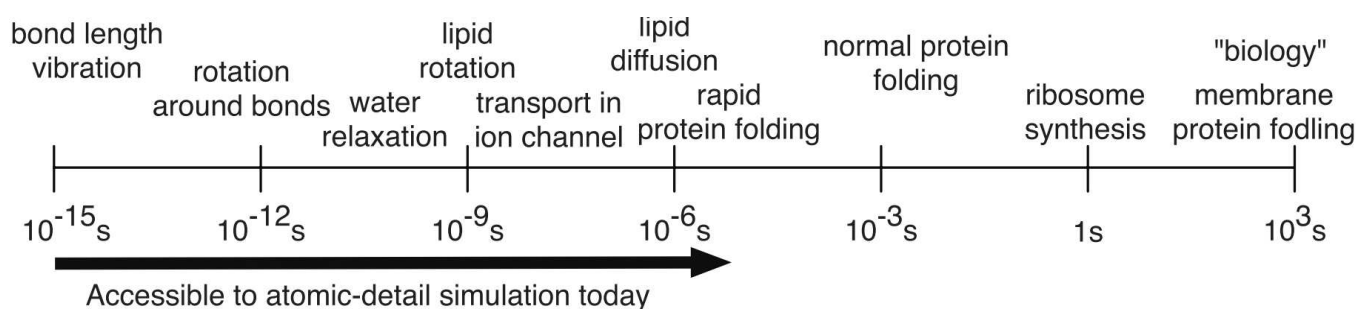 bond length
vibration
rotation
around bonds
water
relaxation
lipid
rotation
transport in
ion channel
lipid
diffusion
rapid
protein folding
normal protein
folding
ribosome
synthesis
"biology"
membrane
protein fodling
10-15s
10-12s
10-9s
10-6s
10-3s
1s
103s
Accessible to atomic-detail simulation today